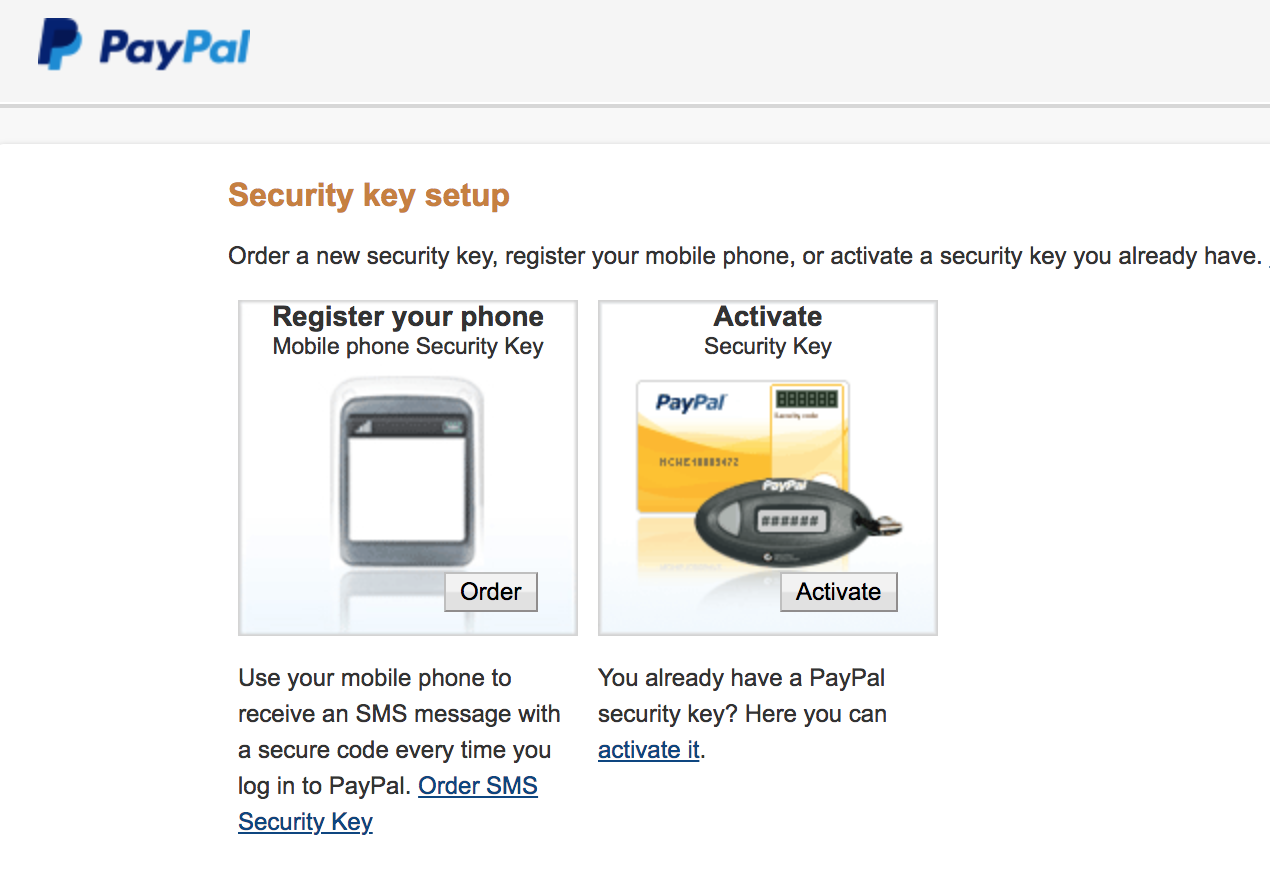 PayPal
Security key setup
Order a new security key, register your mobile phone, or activate a security key you already have.
Register your phone
Mobile phone Security Key
Order
Use your mobile phone to
receive an SMS message with
a secure code every time you
log in to PayPal. Order SMS
Security Key
Activate
Security Key
PayPal
Security code
PayPal
######
Activate
You already have a PayPal
security key? Here you can
activate it.